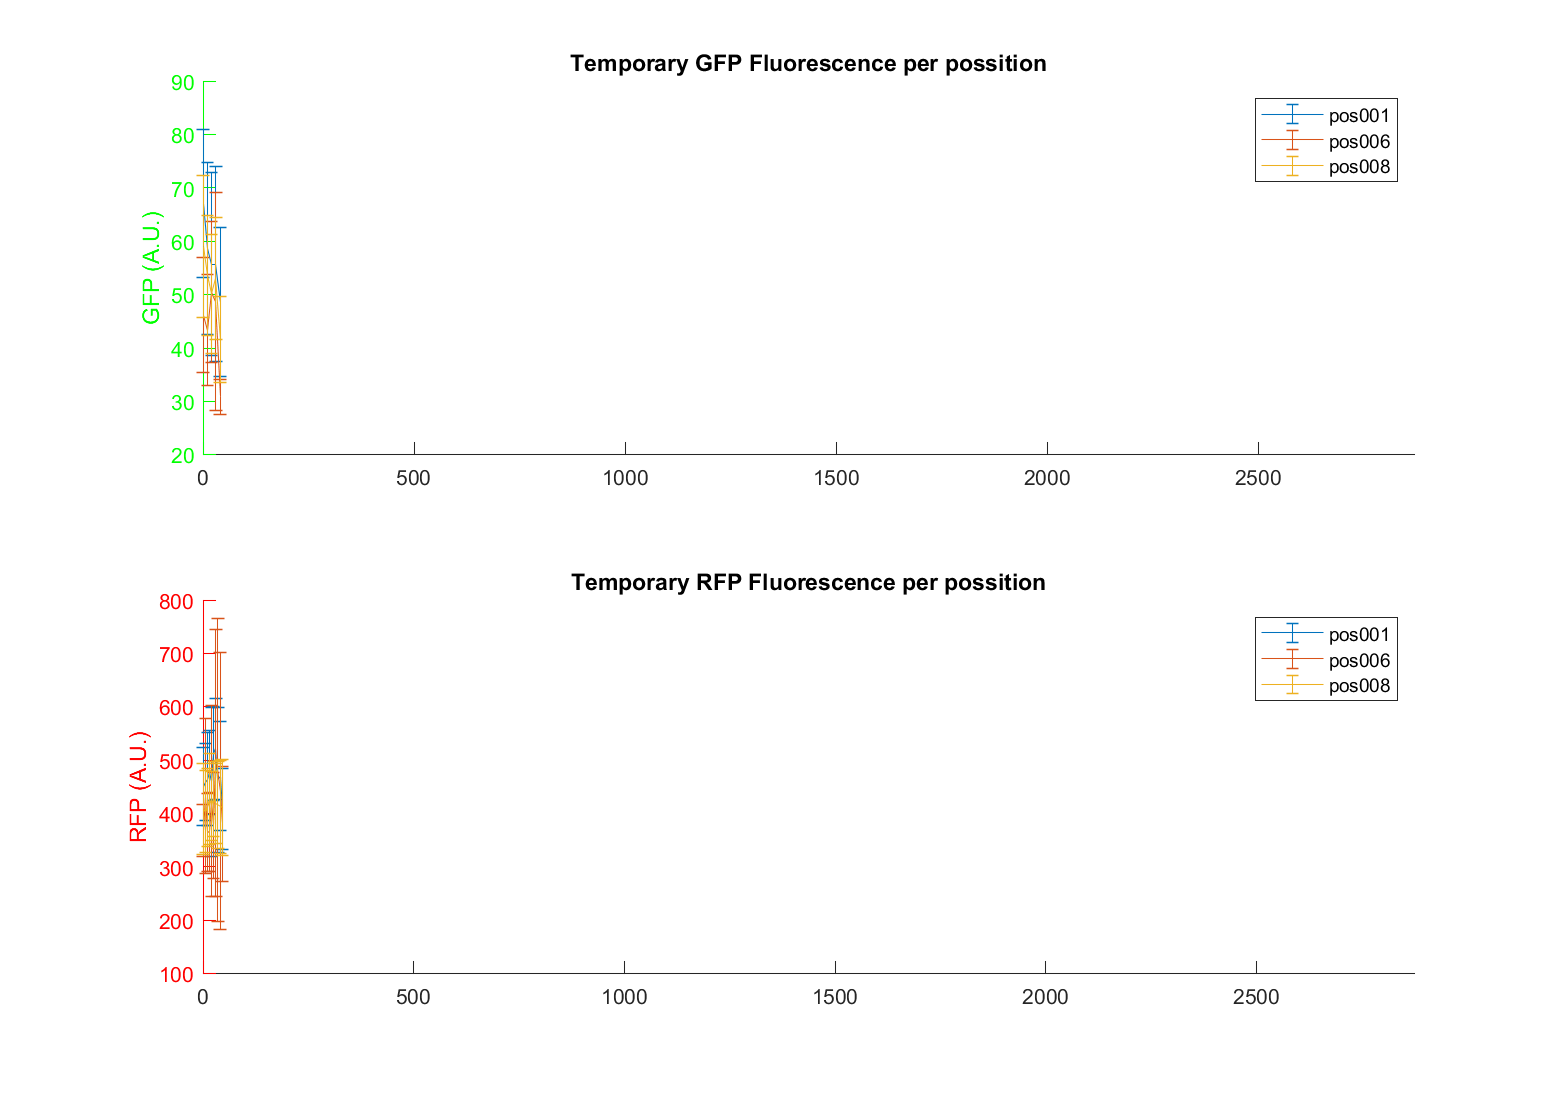 Temporary GFP Fluorescence per possition
90
80
70
60
50
40
30
20
GFP (A.U.)
0 500 1000 1500 2000 2500
pos001
pos006
pos008
Temporary RFP Fluorescence per possition
800
700
600
500
400
300
200
100
RFP (A.U.)
0 500 1000 1500 2000 2500
pos001
pos006
pos008